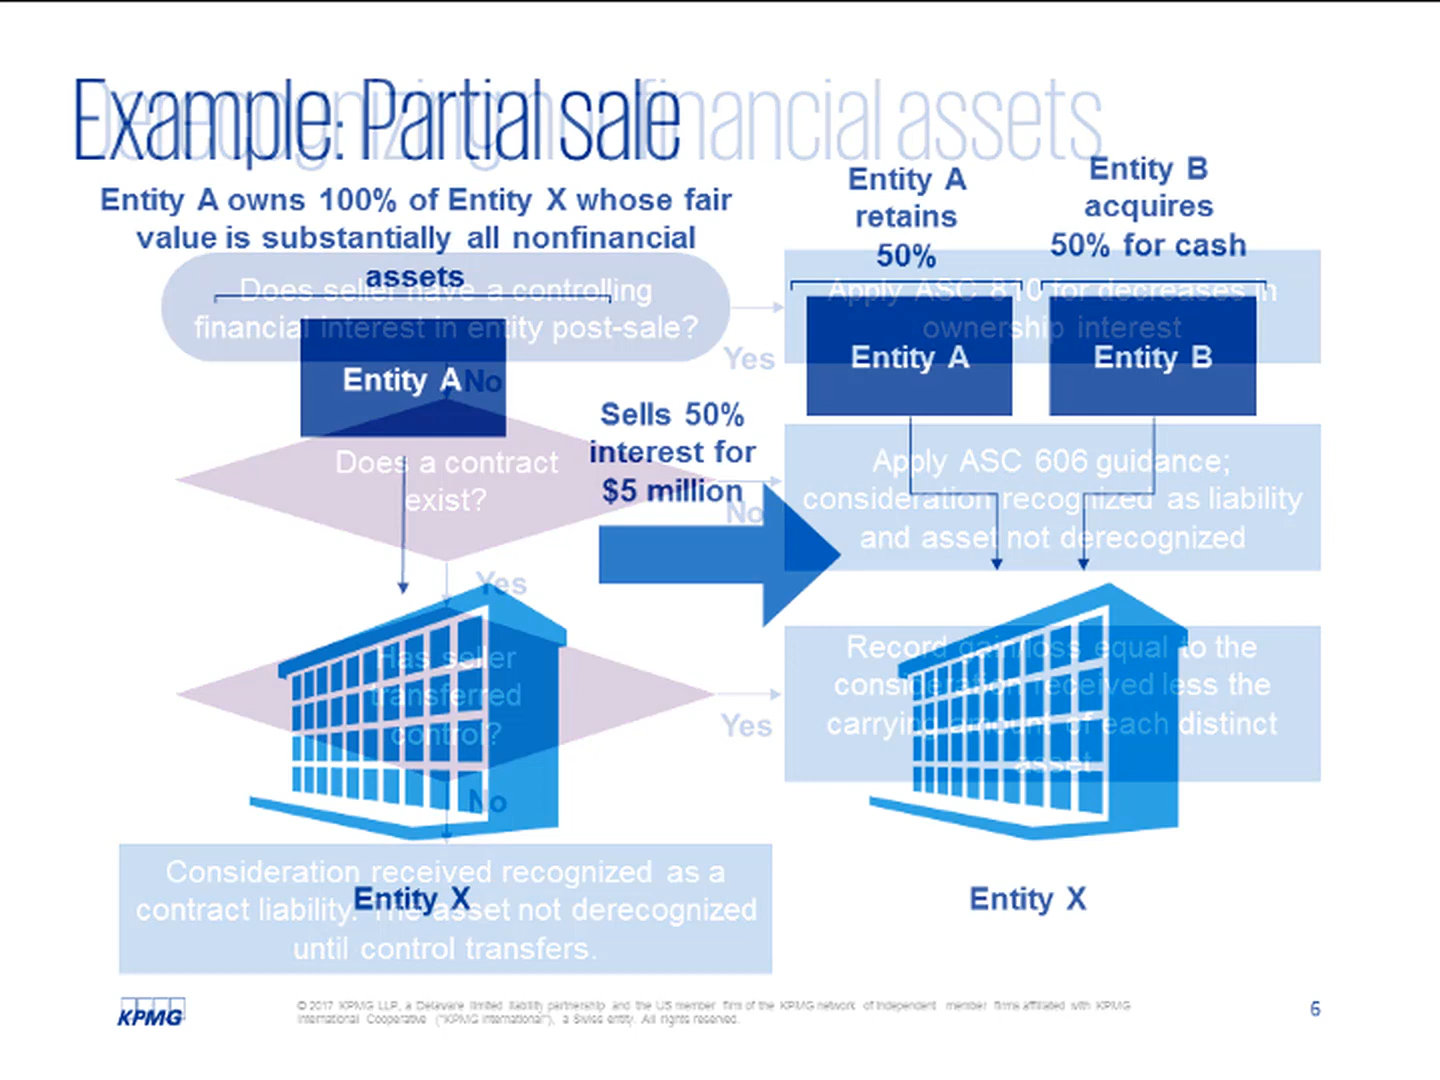 Example: Partial sale
Derecognizing nonfinancial assets
Entity A owns 100% of Entity X whose fair
value is substantially all nonfinancial
assets
Entity A
retains
50%
Entity B
acquires
50% for cash
Does seller have a controlling
financial interest in entity post-sale?
Yes
Apply ASC 810 for decreases in
ownership interest
Entity A
No
Entity A
Entity B
Sells 50%
interest for
$5 million
Does a contract
exist?
No
Apply ASC 606 guidance;
consideration recognized as liability
and asset not derecognized
Yes
Has seller
transferred
control?
Yes
Record gain/loss equal to the
consideration received less the
carrying amount of each distinct
asset
No
Consideration received recognized as a
contract liability. The asset not derecognized
until control transfers.
Entity X
Entity X
KPMG
© 2017 KPMG LLP, a Delaware limited liability partnership and the US member firm of the KPMG network of independent member firms affiliated with KPMG
International Cooperative ("KPMG International"), a Swiss entity. All rights reserved.
6